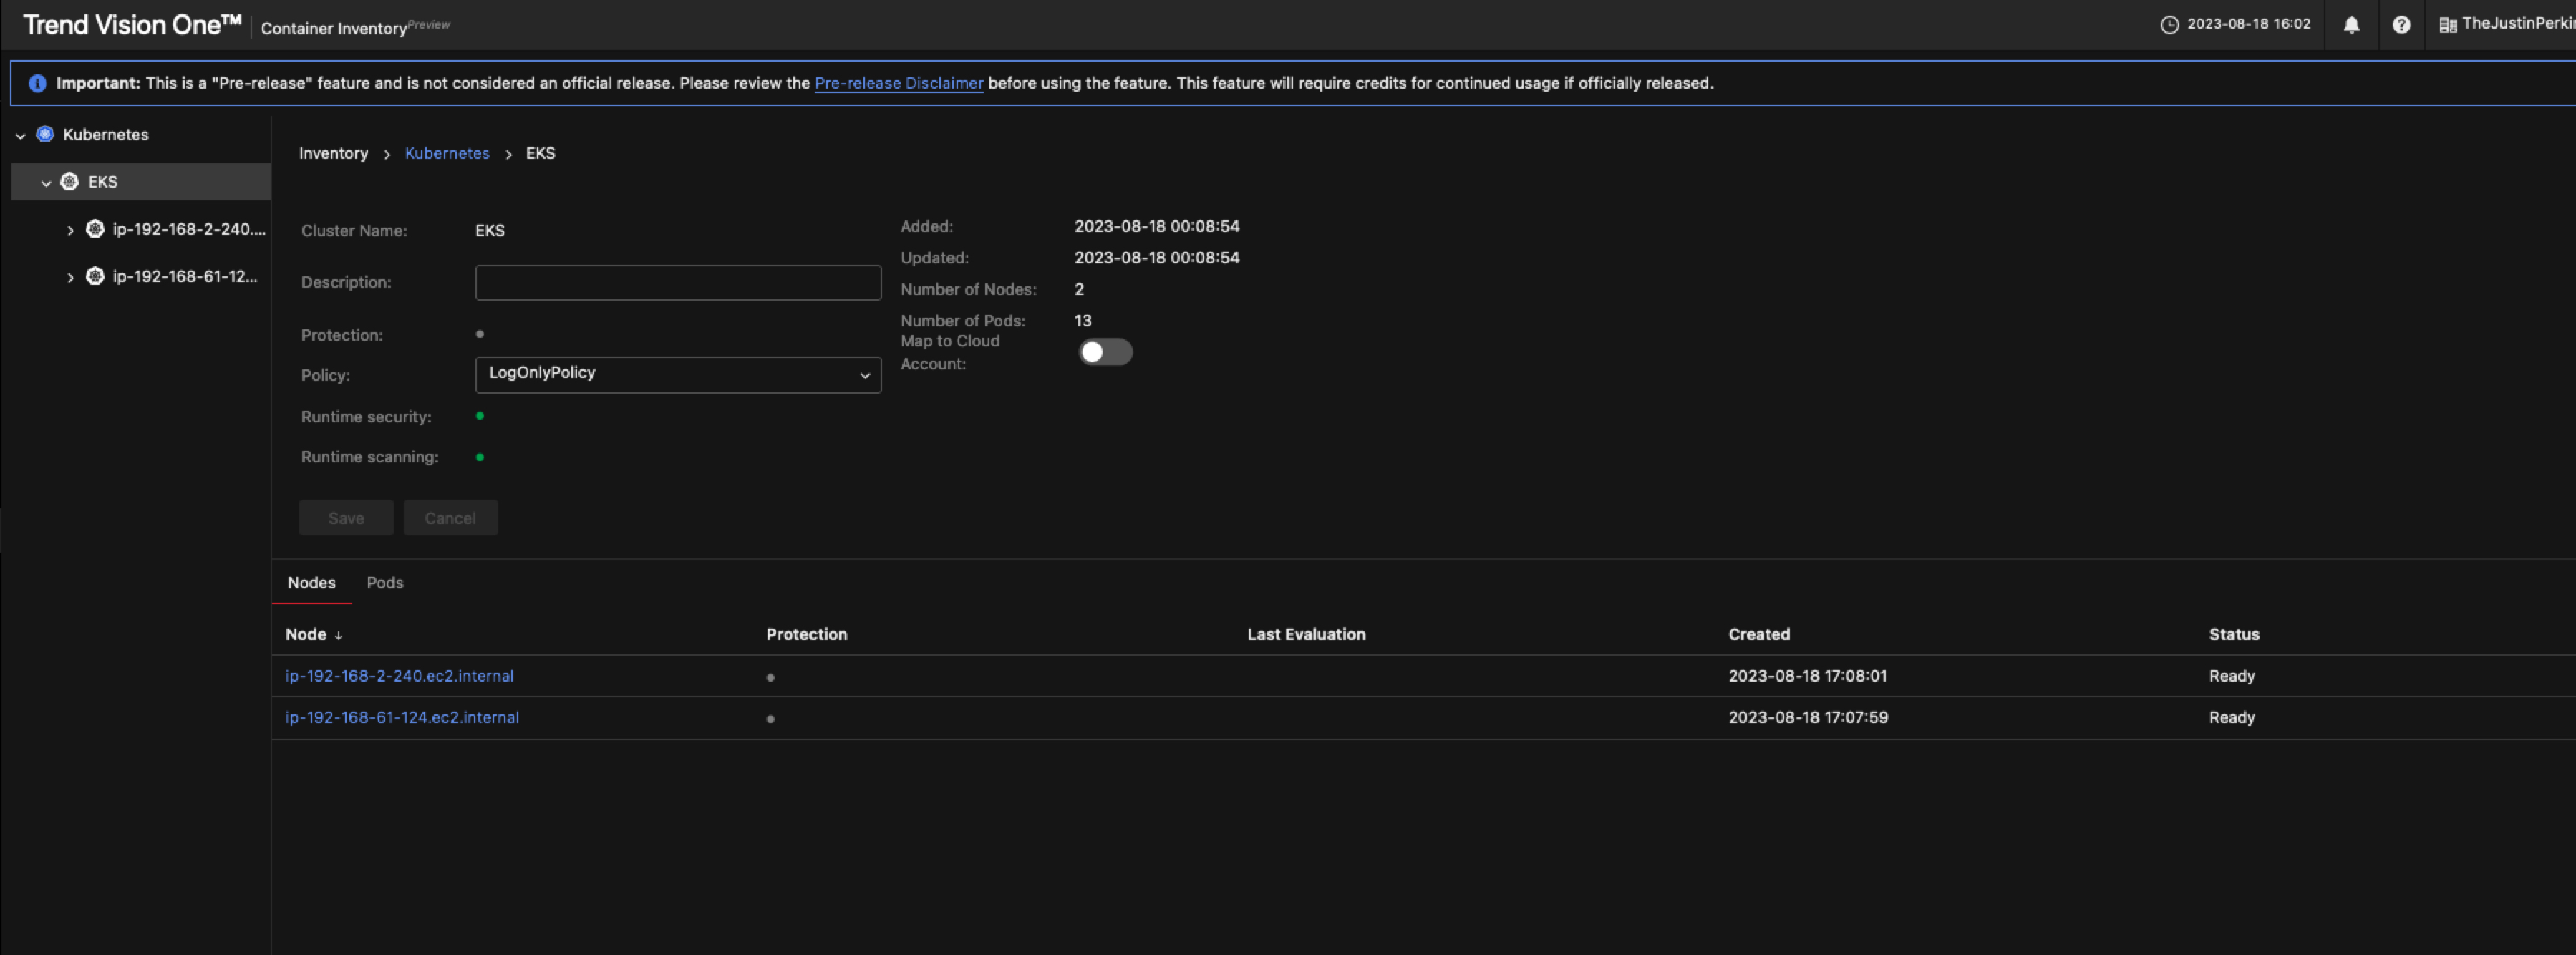 Trend Vision One™ Container Inventory Preview
2023-08-18 16:02
Important: This is a "Pre-release" feature and is not considered an official release. Please review the Pre-release Disclaimer before using the feature. This feature will require credits for continued usage if officially released.
Kubernetes
EKS
ip-192-168-2-240....
ip-192-168-61-12...
Inventory > Kubernetes > EKS
Cluster Name: EKS
Description:
Protection:
Policy: LogOnlyPolicy
Runtime security:
Runtime scanning:
Added: 2023-08-18 00:08:54
Updated: 2023-08-18 00:08:54
Number of Nodes: 2
Number of Pods: 13
Map to Cloud
Account:
Save Cancel
Nodes Pods
Node ↓ Protection Last Evaluation Created Status
ip-192-168-2-240.ec2.internal 2023-08-18 17:08:01 Ready
ip-192-168-61-124.ec2.internal 2023-08-18 17:07:59 Ready